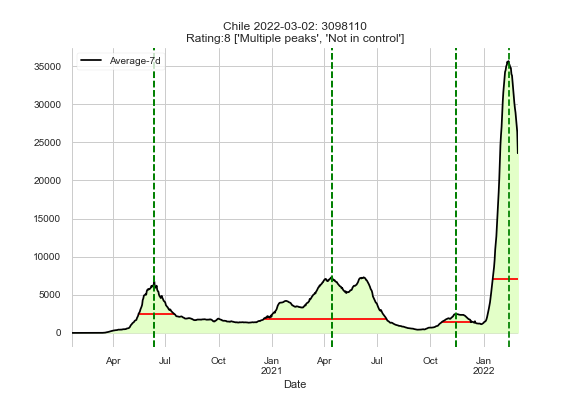 Chile 2022-03-02: 3098110
Rating:8 ['Multiple peaks', 'Not in control']
Average-7d
35000
30000
25000
20000
15000
10000
5000
0
Apr Jul Oct Jan Apr Jul Oct Jan
2021 2022
Date